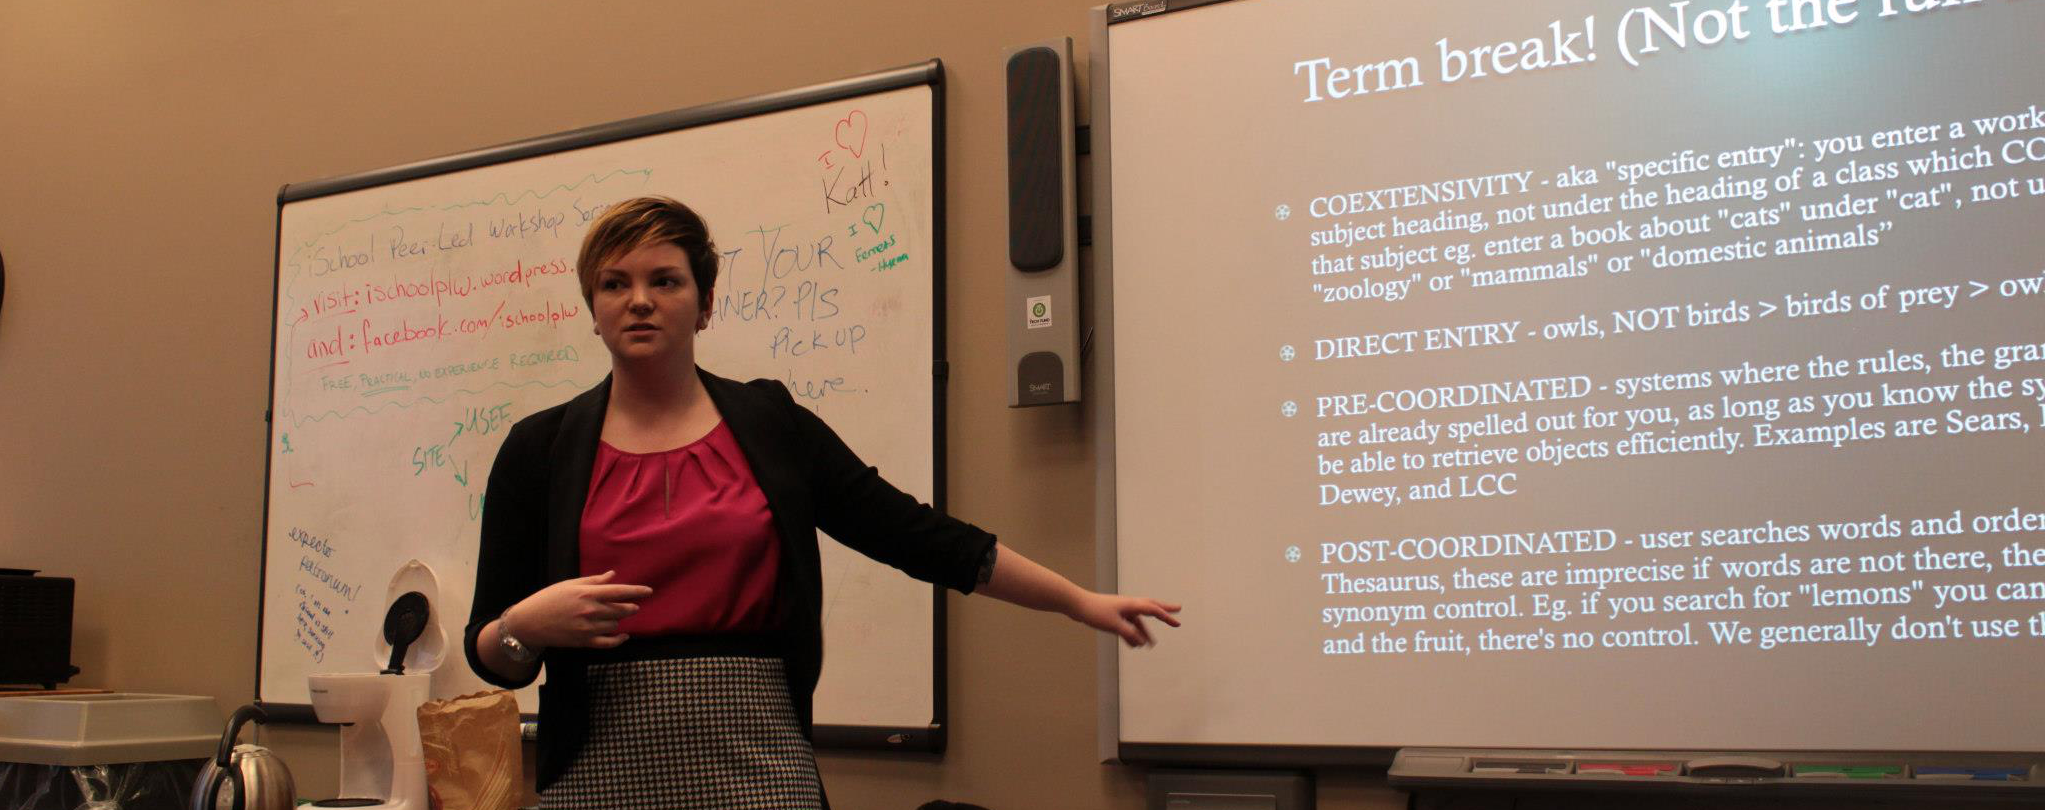 iSchool Peer-Led Workshop
visit: ischoolplw.wordpress.
and: facebook.com/ischoolplw
FREE, PRACTICAL, NO EXPERIENCE REQUIRED
SITE
expecto
patronum!
I ♡
Katt!
I ♡
Ferrets
YOUR
PLS
Pick up
here.
SMART
SMART Board
Term break! (Not the fun
COEXTENSIVITY - aka "specific entry": you enter a work
subject heading, not under the heading of a class which CO
that subject eg. enter a book about "cats" under "cat", not u
"zoology" or "mammals" or "domestic animals”
DIRECT ENTRY - owls, NOT birds > birds of prey > owl
PRE-COORDINATED - systems where the rules, the gra
are already spelled out for you, as long as you know the sy
be able to retrieve objects efficiently. Examples are Sears,
Dewey, and LCC
POST-COORDINATED - user searches words and order
Thesaurus, these are imprecise if words are not there, the
synonym control. Eg. if you search for "lemons" you can
and the fruit, there's no control. We generally don't use th